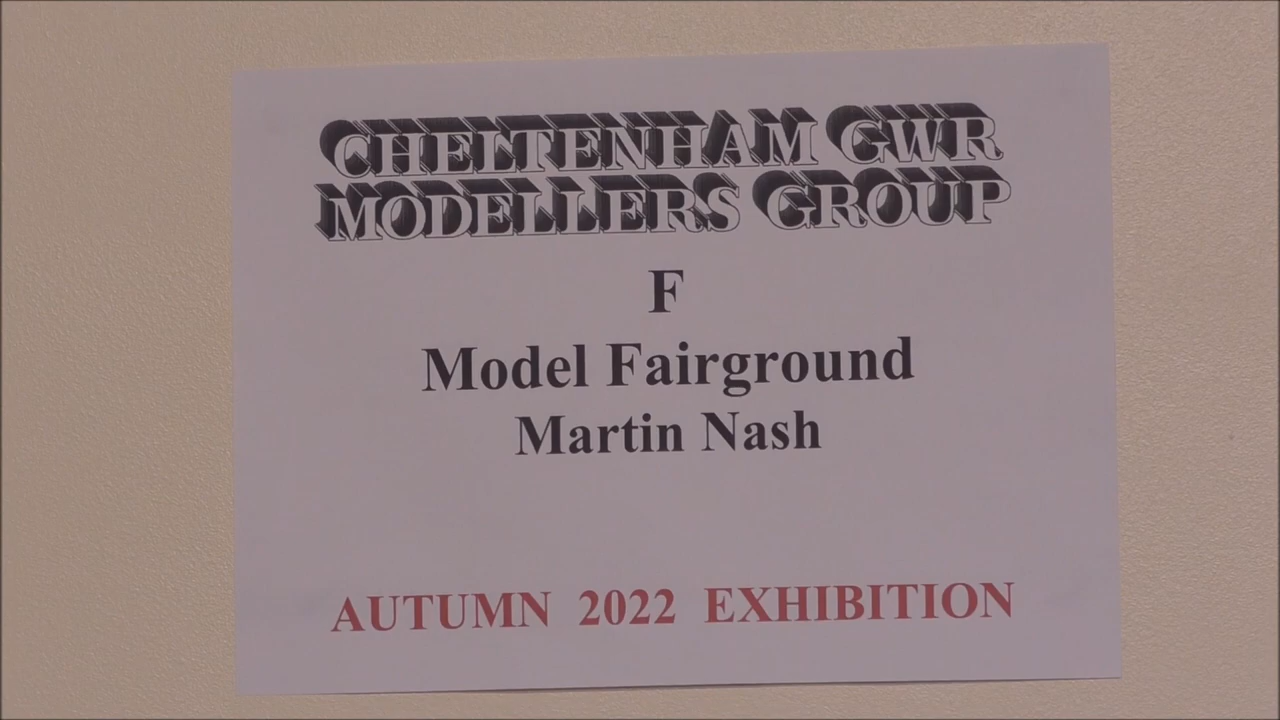 CHELTENHAM GWR
MODELLERS GROUP
F
Model Fairground
Martin Nash
AUTUMN 2022 EXHIBITION